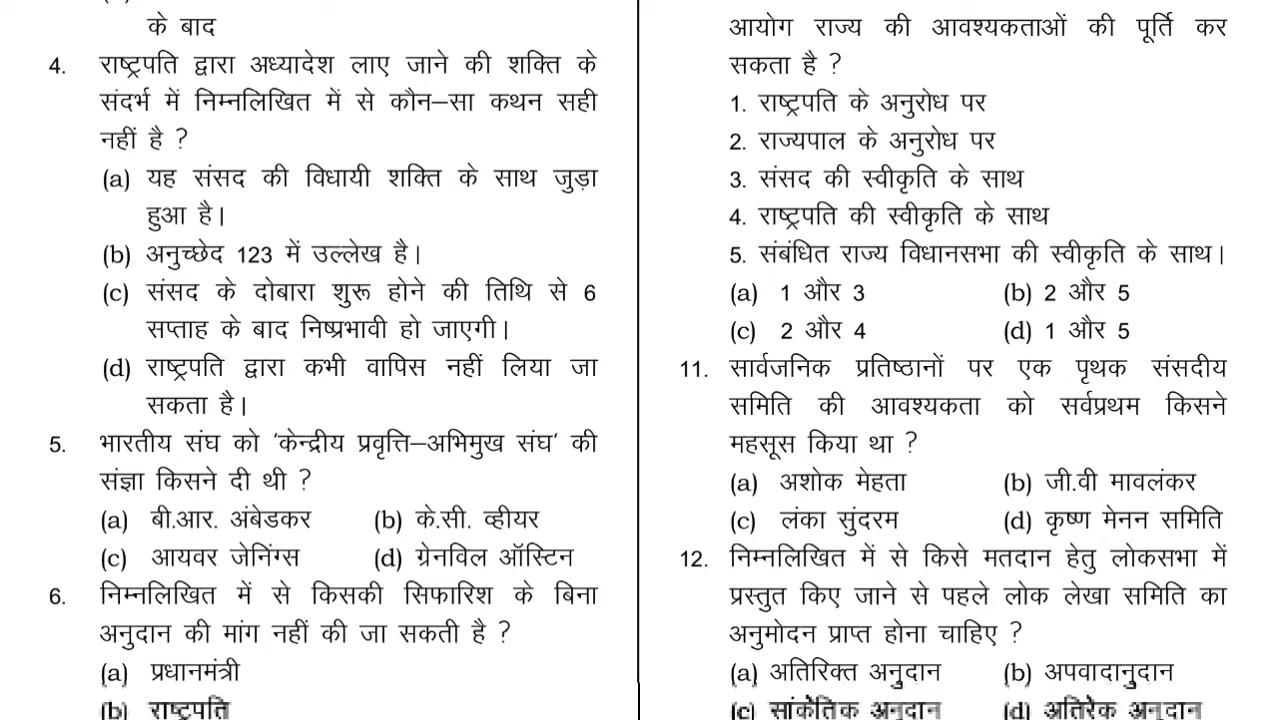 के बाद
4. राष्ट्रपति द्वारा अध्यादेश लाए जाने की शक्ति के
संदर्भ में निम्नलिखित में से कौन–सा कथन सही
नहीं है ?
(a) यह संसद की विधायी शक्ति के साथ जुड़ा
हुआ है।
(b) अनुच्छेद 123 में उल्लेख है।
(c) संसद के दोबारा शुरू होने की तिथि से 6
सप्ताह के बाद निष्प्रभावी हो जाएगी।
(d) राष्ट्रपति द्वारा कभी वापिस नहीं लिया जा
सकता है।
5. भारतीय संघ को 'केन्द्रीय प्रवृत्ति–अभिमुख संघ' की
संज्ञा किसने दी थी ?
(a) बी.आर. अंबेडकर (b) के.सी. व्हीयर
(c) आयवर जेनिंग्स (d) ग्रेनविल ऑस्टिन
6. निम्नलिखित में से किसकी सिफारिश के बिना
अनुदान की मांग नहीं की जा सकती है ?
(a) प्रधानमंत्री
(b) राष्ट्रपति
आयोग राज्य की आवश्यकताओं की पूर्ति कर
सकता है ?
1. राष्ट्रपति के अनुरोध पर
2. राज्यपाल के अनुरोध पर
3. संसद की स्वीकृति के साथ
4. राष्ट्रपति की स्वीकृति के साथ
5. संबंधित राज्य विधानसभा की स्वीकृति के साथ।
(a) 1 और 3 (b) 2 और 5
(c) 2 और 4 (d) 1 और 5
11. सार्वजनिक प्रतिष्ठानों पर एक पृथक संसदीय
समिति की आवश्यकता को सर्वप्रथम किसने
महसूस किया था ?
(a) अशोक मेहता (b) जी.वी मावलंकर
(c) लंका सुंदरम (d) कृष्ण मेनन समिति
12. निम्नलिखित में से किसे मतदान हेतु लोकसभा में
प्रस्तुत किए जाने से पहले लोक लेखा समिति का
अनुमोदन प्राप्त होना चाहिए ?
(a) अतिरिक्त अनुदान (b) अपवादानुदान
(c) सांकेतिक अनुदान (d) अतिरेक अनुदान